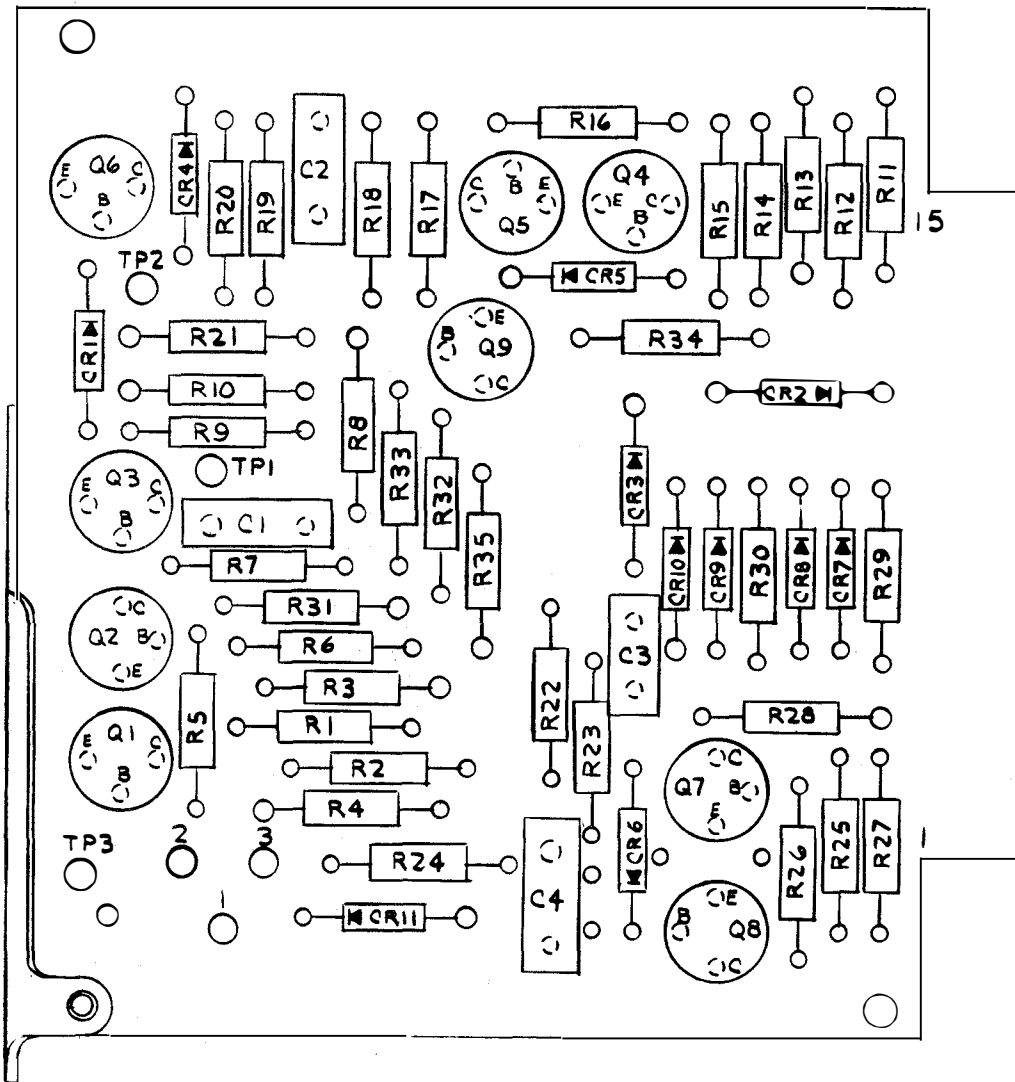 R16
Q6
E
C
B
CR4
R20
R19
C2
R18
R17
C
B
E
Q5
Q4
E
C
B
R15
R14
R13
R12
R11
15
TP2
CR5
CR1
R21
E
B
Q9
C
R34
R10
CR2
R9
R8
R33
R32
R35
CR3
TP1
Q3
E
C
B
C1
CR10
CR9
R30
CR8
CR7
R29
R7
R31
C
Q2
B
E
R6
R5
R3
R22
C3
R23
R1
R28
Q1
E
C
B
R2
C
Q7
B
E
R4
TP3
2
3
R24
CR6
R26
R25
R27
1
1
CR11
C4
E
B
Q8
C